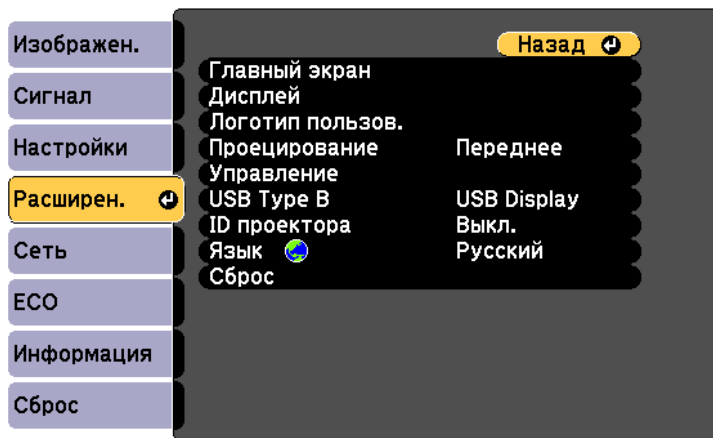 Изображен.
Сигнал
Настройки
Расширен.
Сеть
ECO
Информация
Сброс
Назад
Главный экран
Дисплей
Логотип пользов.
Проецирование Переднее
Управление
USB Type B USB Display
ID проектора Выкл.
Язык Русский
Сброс